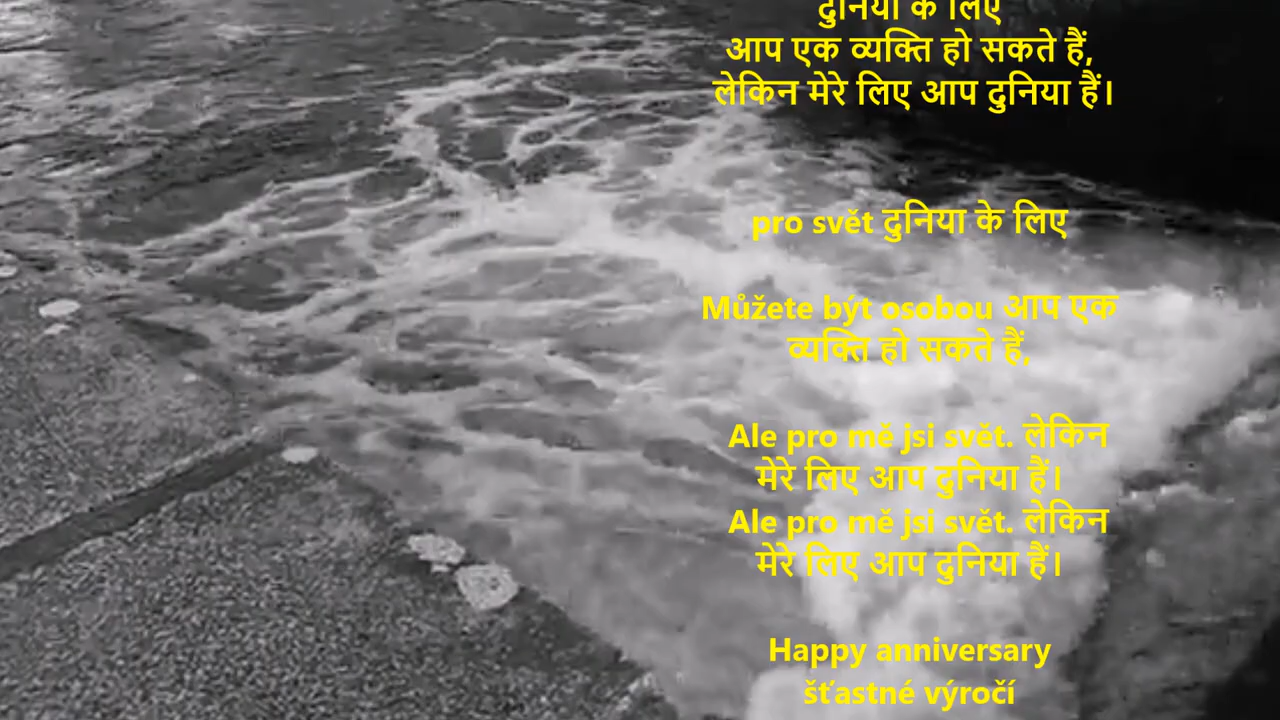 दुनिया के लिए
आप एक व्यक्ति हो सकते हैं,
लेकिन मेरे लिए आप दुनिया हैं।
pro svět दुनिया के लिए
Můžete být osobou आप एक
व्यक्ति हो सकते हैं,
Ale pro mě jsi svět. लेकिन
मेरे लिए आप दुनिया हैं।
Ale pro mě jsi svět. लेकिन
मेरे लिए आप दुनिया हैं।
Happy anniversary
šťastné výročí